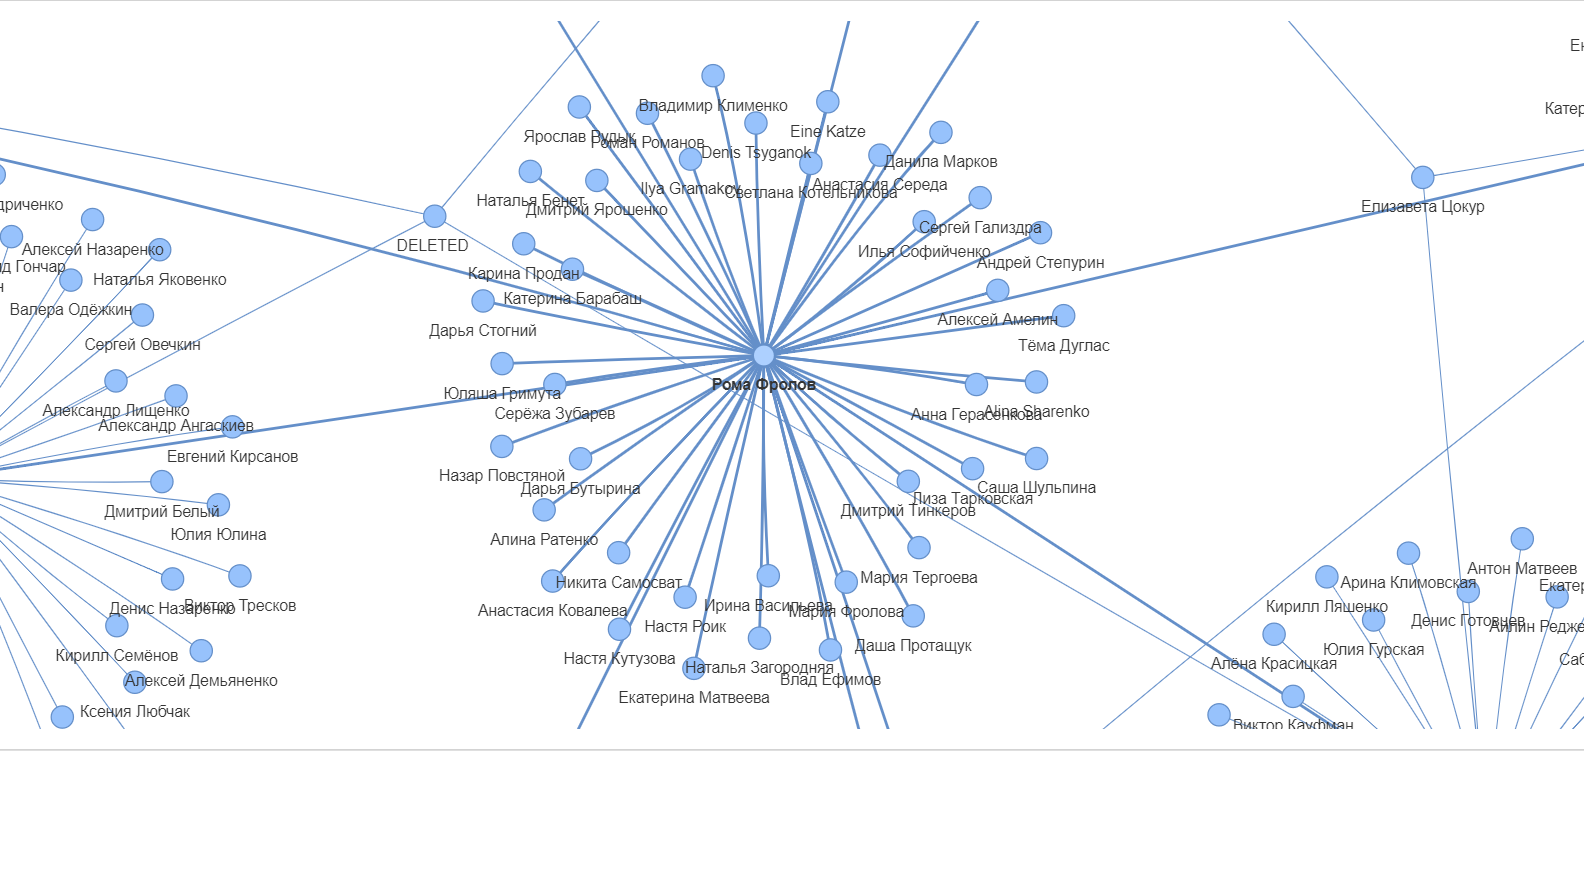 Владимир Клименко
Eine Katze
Ярослав Рудык
Роман Романов
Denis Tsyganok
Данила Марков
Ilya Gramakov
Светлана Котельникова
Анастасия Середа
Наталья Бенет
Дмитрий Ярошенко
Елизавета Цокур
DELETED
Сергей Гализдра
Илья Софийченко
Андрей Степурин
Алексей Назаренко
Гончар
Наталья Яковенко
Карина Продан
Катерина Барабаш
Валера Одёжкин
Алексей Амелин
Дарья Стогний
Сергей Овечкин
Тёма Дуглас
Рома Фролов
Юляша Гримута
Серёжа Зубарев
Анна Герасенкова
Alina Sharenko
Александр Лищенко
Александр Ангаскиев
Евгений Кирсанов
Назар Повстяной
Дарья Бутырина
Саша Шульпина
Лиза Тарковская
Дмитрий Тинкеров
Дмитрий Белый
Юлия Юлина
Алина Ратенко
Никита Самосват
Мария Тергоева
Антон Матвеев
Арина Климовская
Анастасия Ковалева
Ирина Васильева
Мария Фролова
Денис Назаренко
Виктор Тресков
Кирилл Ляшенко
Денис Готовцев
Айлин
Настя Роик
Даша Протащук
Юлия Гурская
Кирилл Семёнов
Настя Кутузова
Наталья Загородняя
Алёна Красицкая
Алексей Демьяненко
Влад Ефимов
Екатерина Матвеева
Ксения Любчак
Виктор Кауфман